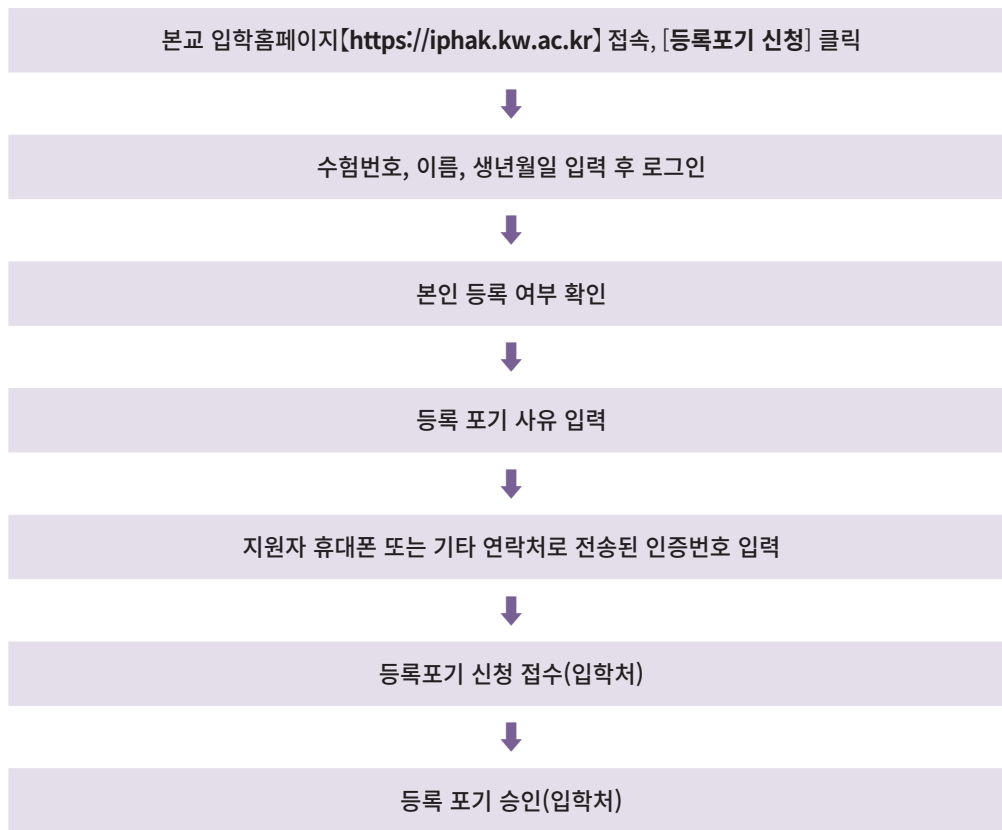 본교 입학홈페이지【https://iphak.kw.ac.kr】 접속, [등록포기 신청] 클릭
수험번호, 이름, 생년월일 입력 후 로그인
본인 등록 여부 확인
등록 포기 사유 입력
지원자 휴대폰 또는 기타 연락처로 전송된 인증번호 입력
등록포기 신청 접수(입학처)
등록 포기 승인(입학처)